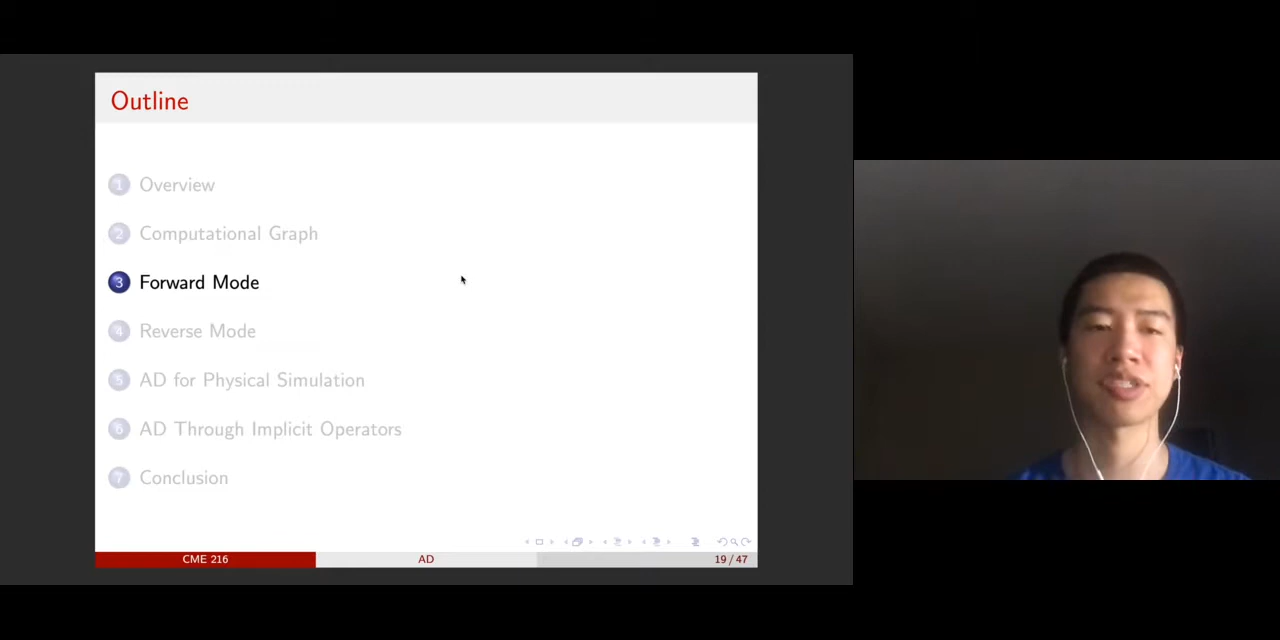 Outline
1 Overview
2 Computational Graph
3 Forward Mode
4 Reverse Mode
5 AD for Physical Simulation
6 AD Through Implicit Operators
7 Conclusion
CME 216 AD 19 / 47